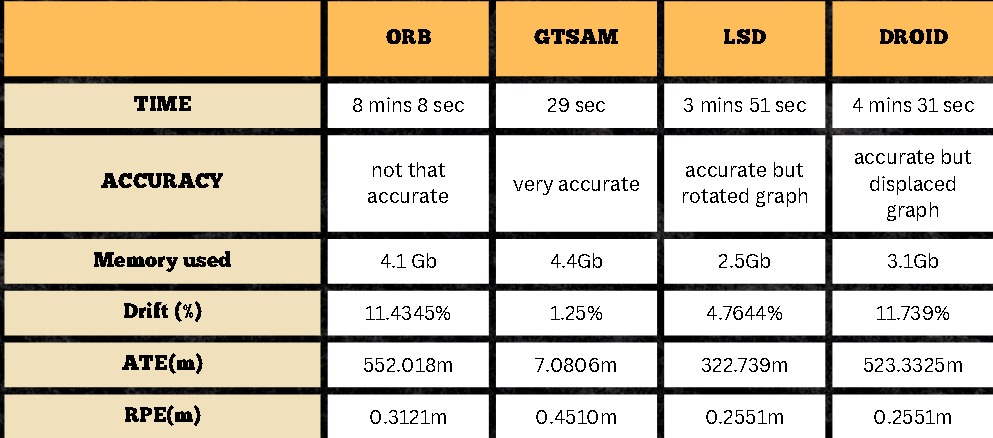 ORB GTSAM LSD DROID
TIME 8 mins 8 sec 29 sec 3 mins 51 sec 4 mins 31 sec
ACCURACY not that accurate very accurate accurate but rotated graph accurate but displaced graph
Memory used 4.1 Gb 4.4Gb 2.5Gb 3.1Gb
Drift (%) 11.4345% 1.25% 4.7644% 11.739%
ATE(m) 552.018m 7.0806m 322.739m 523.3325m
RPE(m) 0.3121m 0.4510m 0.2551m 0.2551m